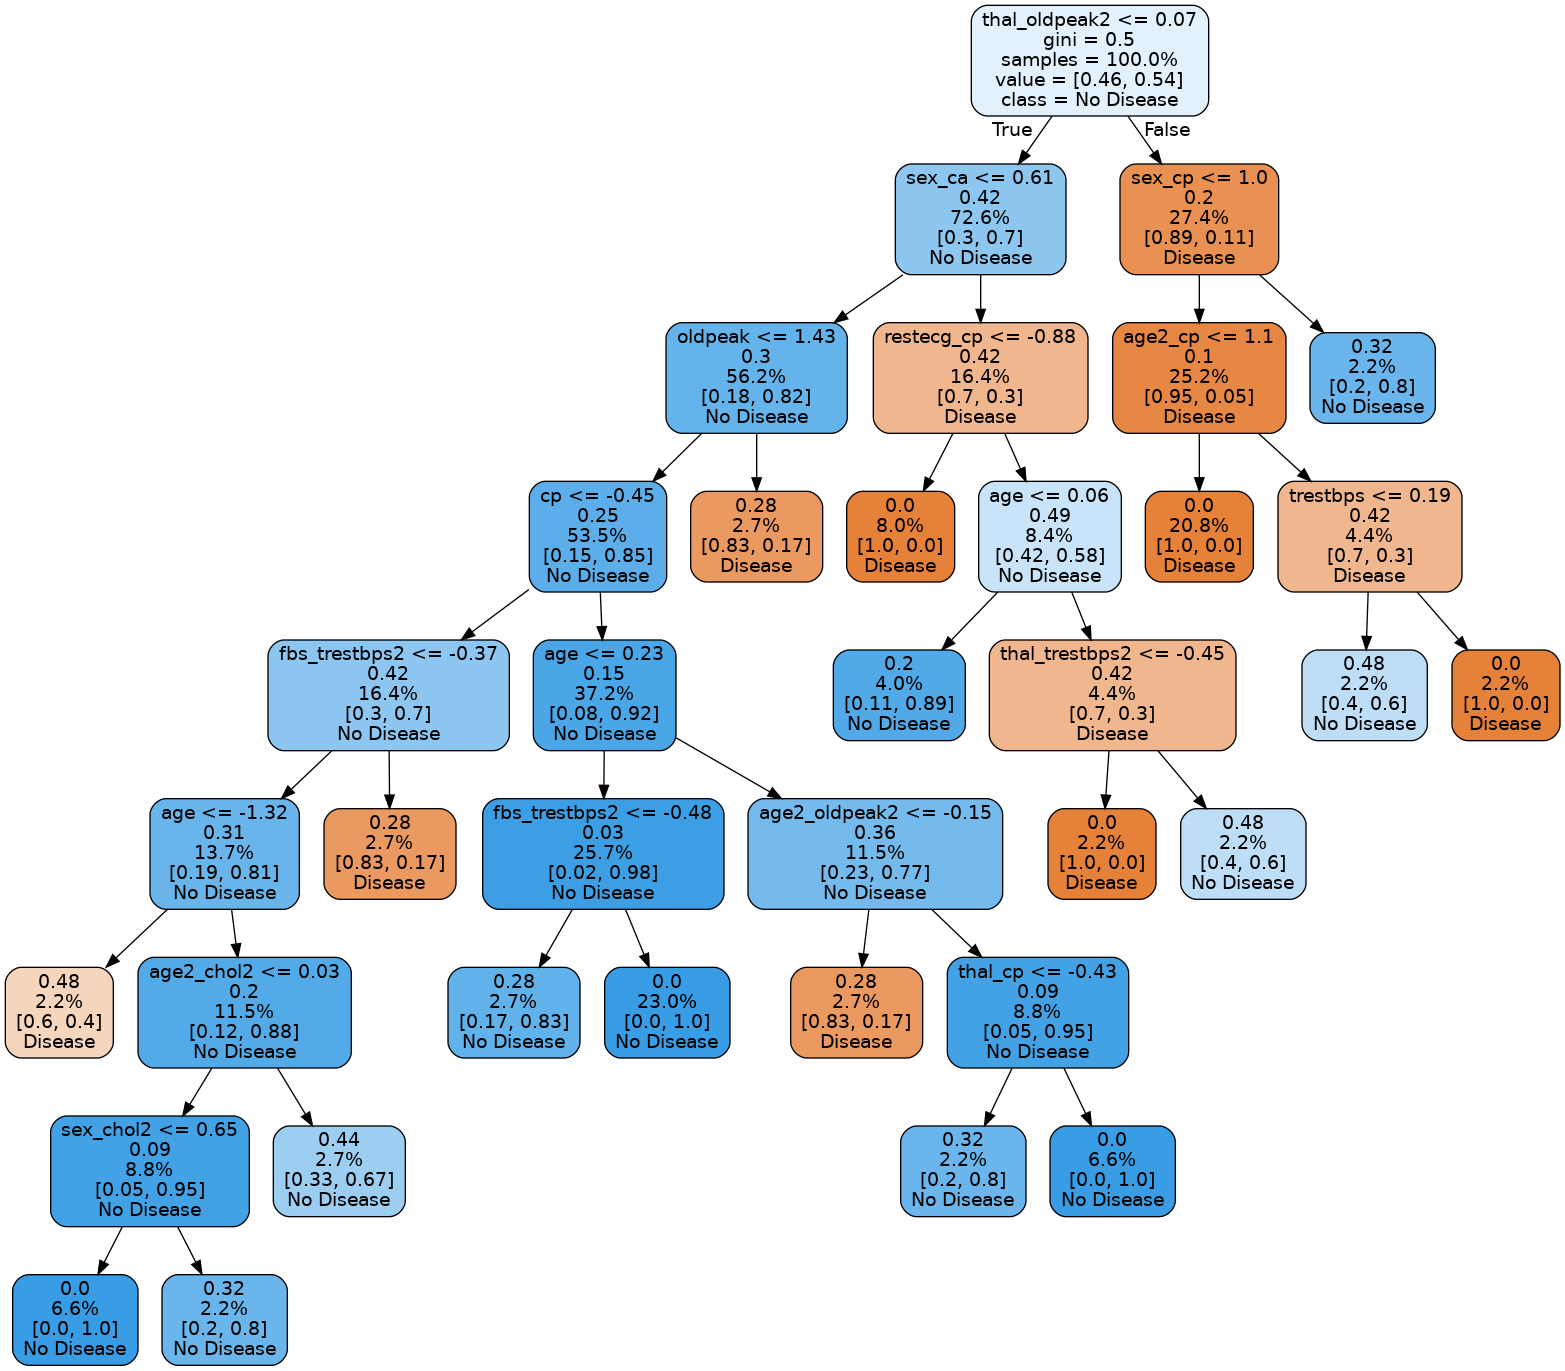 thal_oldpeak2 <= 0.07
gini = 0.5
samples = 100.0%
value = [0.46, 0.54]
class = No Disease
True
False
sex_ca <= 0.61
0.42
72.6%
[0.3, 0.7]
No Disease
sex_cp <= 1.0
0.2
27.4%
[0.89, 0.11]
Disease
oldpeak <= 1.43
0.3
56.2%
[0.18, 0.82]
No Disease
restecg_cp <= -0.88
0.42
16.4%
[0.7, 0.3]
Disease
age2_cp <= 1.1
0.1
25.2%
[0.95, 0.05]
Disease
0.32
2.2%
[0.2, 0.8]
No Disease
cp <= -0.45
0.25
53.5%
[0.15, 0.85]
No Disease
0.28
2.7%
[0.83, 0.17]
Disease
0.0
8.0%
[1.0, 0.0]
Disease
age <= 0.06
0.49
8.4%
[0.42, 0.58]
No Disease
0.0
20.8%
[1.0, 0.0]
Disease
trestbps <= 0.19
0.42
4.4%
[0.7, 0.3]
Disease
fbs_trestbps2 <= -0.37
0.42
16.4%
[0.3, 0.7]
No Disease
age <= 0.23
0.15
37.2%
[0.08, 0.92]
No Disease
0.2
4.0%
[0.11, 0.89]
No Disease
thal_trestbps2 <= -0.45
0.42
4.4%
[0.7, 0.3]
Disease
0.48
2.2%
[0.4, 0.6]
No Disease
0.0
2.2%
[1.0, 0.0]
Disease
age <= -1.32
0.31
13.7%
[0.19, 0.81]
No Disease
0.28
2.7%
[0.83, 0.17]
Disease
fbs_trestbps2 <= -0.48
0.03
25.7%
[0.02, 0.98]
No Disease
age2_oldpeak2 <= -0.15
0.36
11.5%
[0.23, 0.77]
No Disease
0.0
2.2%
[1.0, 0.0]
Disease
0.48
2.2%
[0.4, 0.6]
No Disease
0.48
2.2%
[0.6, 0.4]
Disease
age2_chol2 <= 0.03
0.2
11.5%
[0.12, 0.88]
No Disease
0.28
2.7%
[0.17, 0.83]
No Disease
0.0
23.0%
[0.0, 1.0]
No Disease
0.28
2.7%
[0.83, 0.17]
Disease
thal_cp <= -0.43
0.09
8.8%
[0.05, 0.95]
No Disease
sex_chol2 <= 0.65
0.09
8.8%
[0.05, 0.95]
No Disease
0.44
2.7%
[0.33, 0.67]
No Disease
0.32
2.2%
[0.2, 0.8]
No Disease
0.0
6.6%
[0.0, 1.0]
No Disease
0.0
6.6%
[0.0, 1.0]
No Disease
0.32
2.2%
[0.2, 0.8]
No Disease